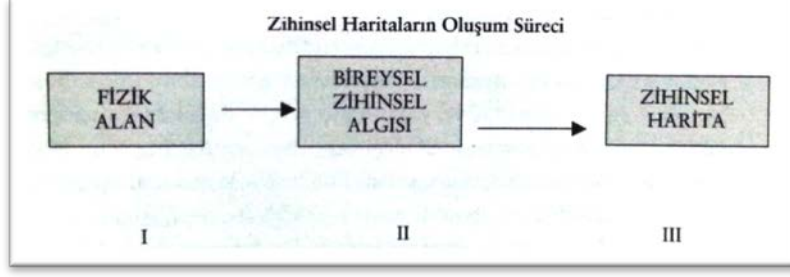 Zihinsel Haritaların Oluşum Süreci
FİZİK
ALAN
BİREYSEL
ZİHİNSEL
ALGISI
ZİHİNSEL
HARİTA
I
II
III